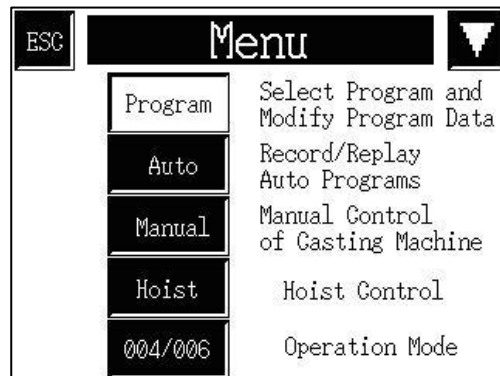 ESC Menu
Program Select Program and
Modify Program Data
Auto Record/Replay
Auto Programs
Manual Manual Control
of Casting Machine
Hoist Hoist Control
004/006 Operation Mode